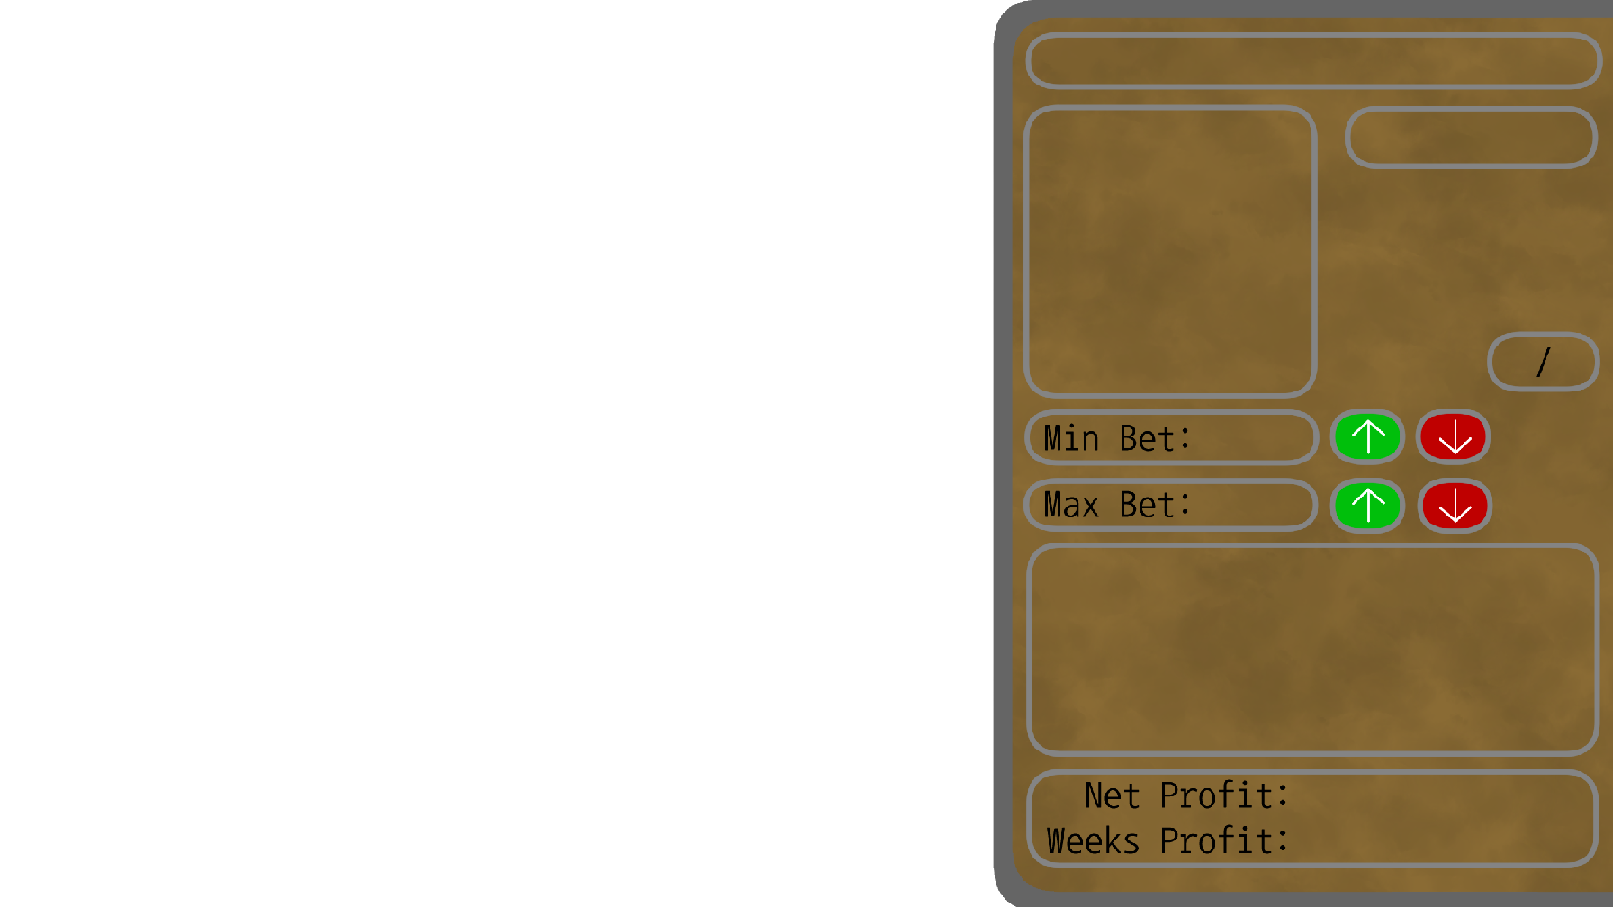 /
Min Bet:
Max Bet:
Net Profit:
Weeks Profit: